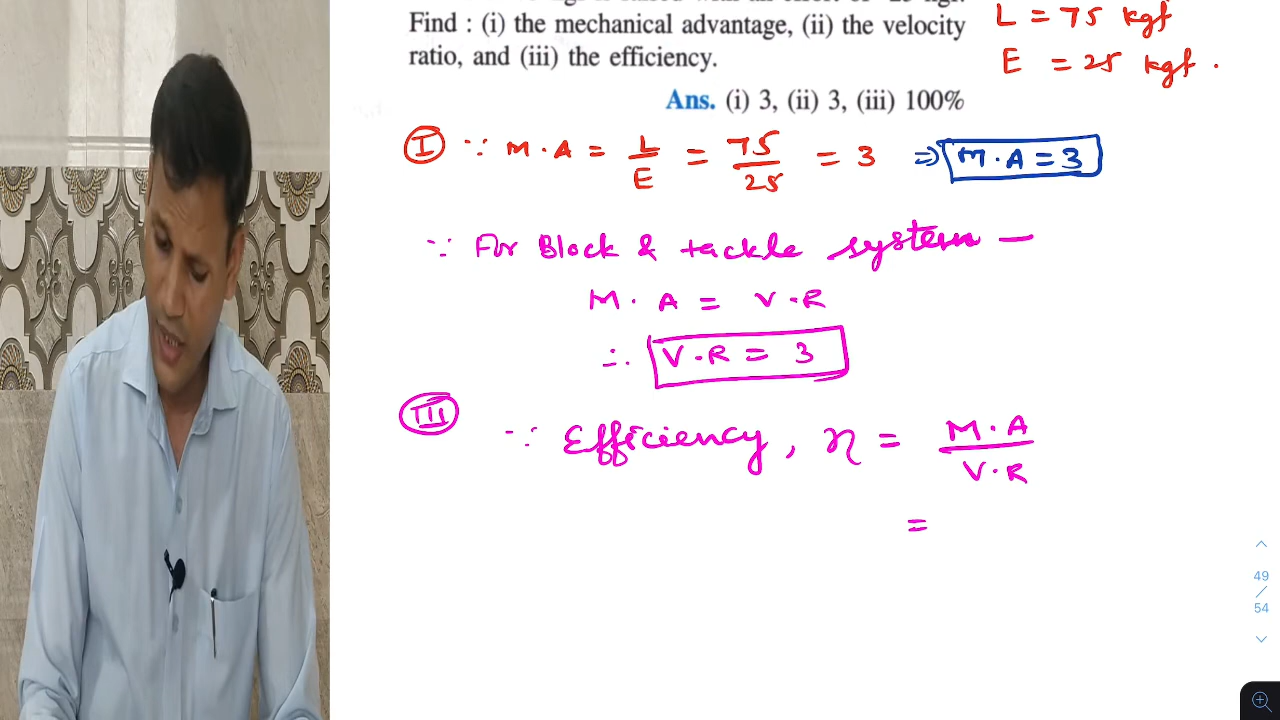 Find : (i) the mechanical advantage, (ii) the velocity
ratio, and (iii) the efficiency.
Ans. (i) 3, (ii) 3, (iii) 100%
L = 75 kgf
E = 25 kgf .
I ∵ M.A = L/E = 75/25 = 3 ⇒ M.A = 3
∵ For Block & tackle system —
M.A = V.R
∴ V.R = 3
III ∵ Efficiency, η = M.A/V.R
=
49
/
54